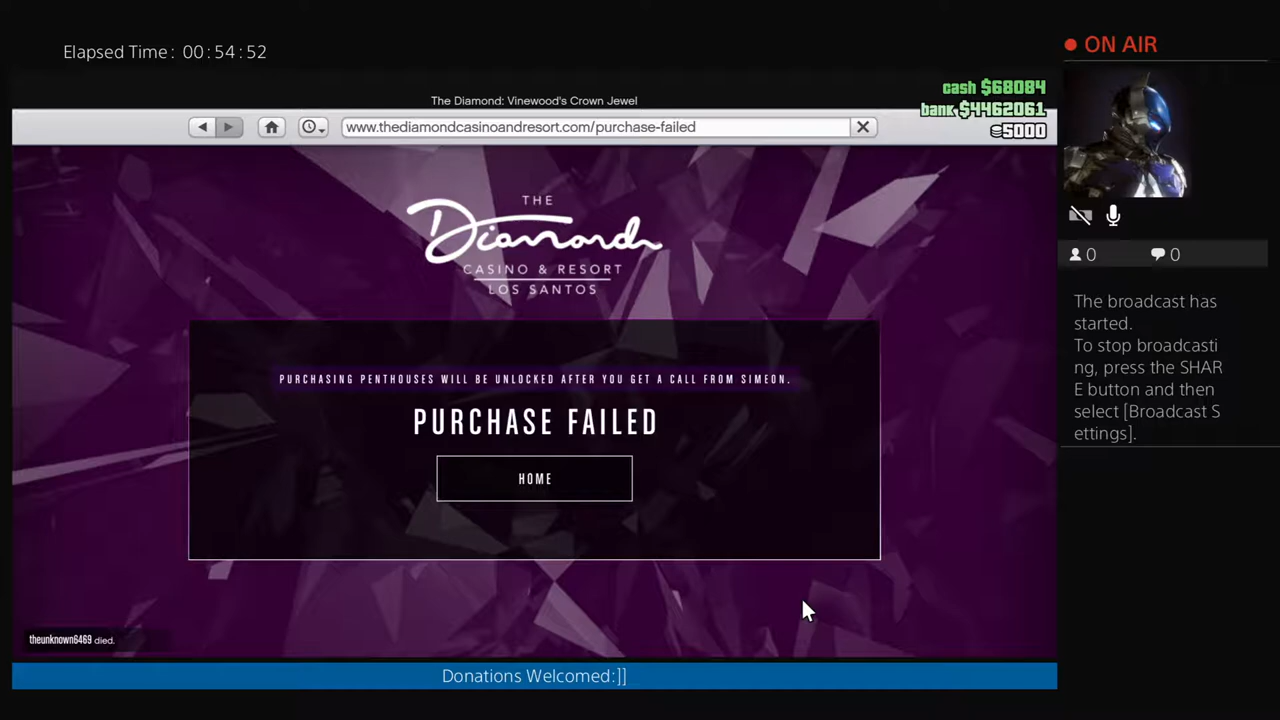 Elapsed Time: 00:54:52
ON AIR
cash $68084
bank $4462061
5000
The Diamond: Vinewood's Crown Jewel
www.thediamondcasinoandresort.com/purchase-failed
THE
Diamond
CASINO & RESORT
LOS SANTOS
PURCHASING PENTHOUSES WILL BE UNLOCKED AFTER YOU GET A CALL FROM SIMEON.
PURCHASE FAILED
HOME
theunknown6469 died.
Donations Welcomed:]]
0
0
The broadcast has
started.
To stop broadcasti
ng, press the SHAR
E button and then
select [Broadcast S
ettings].